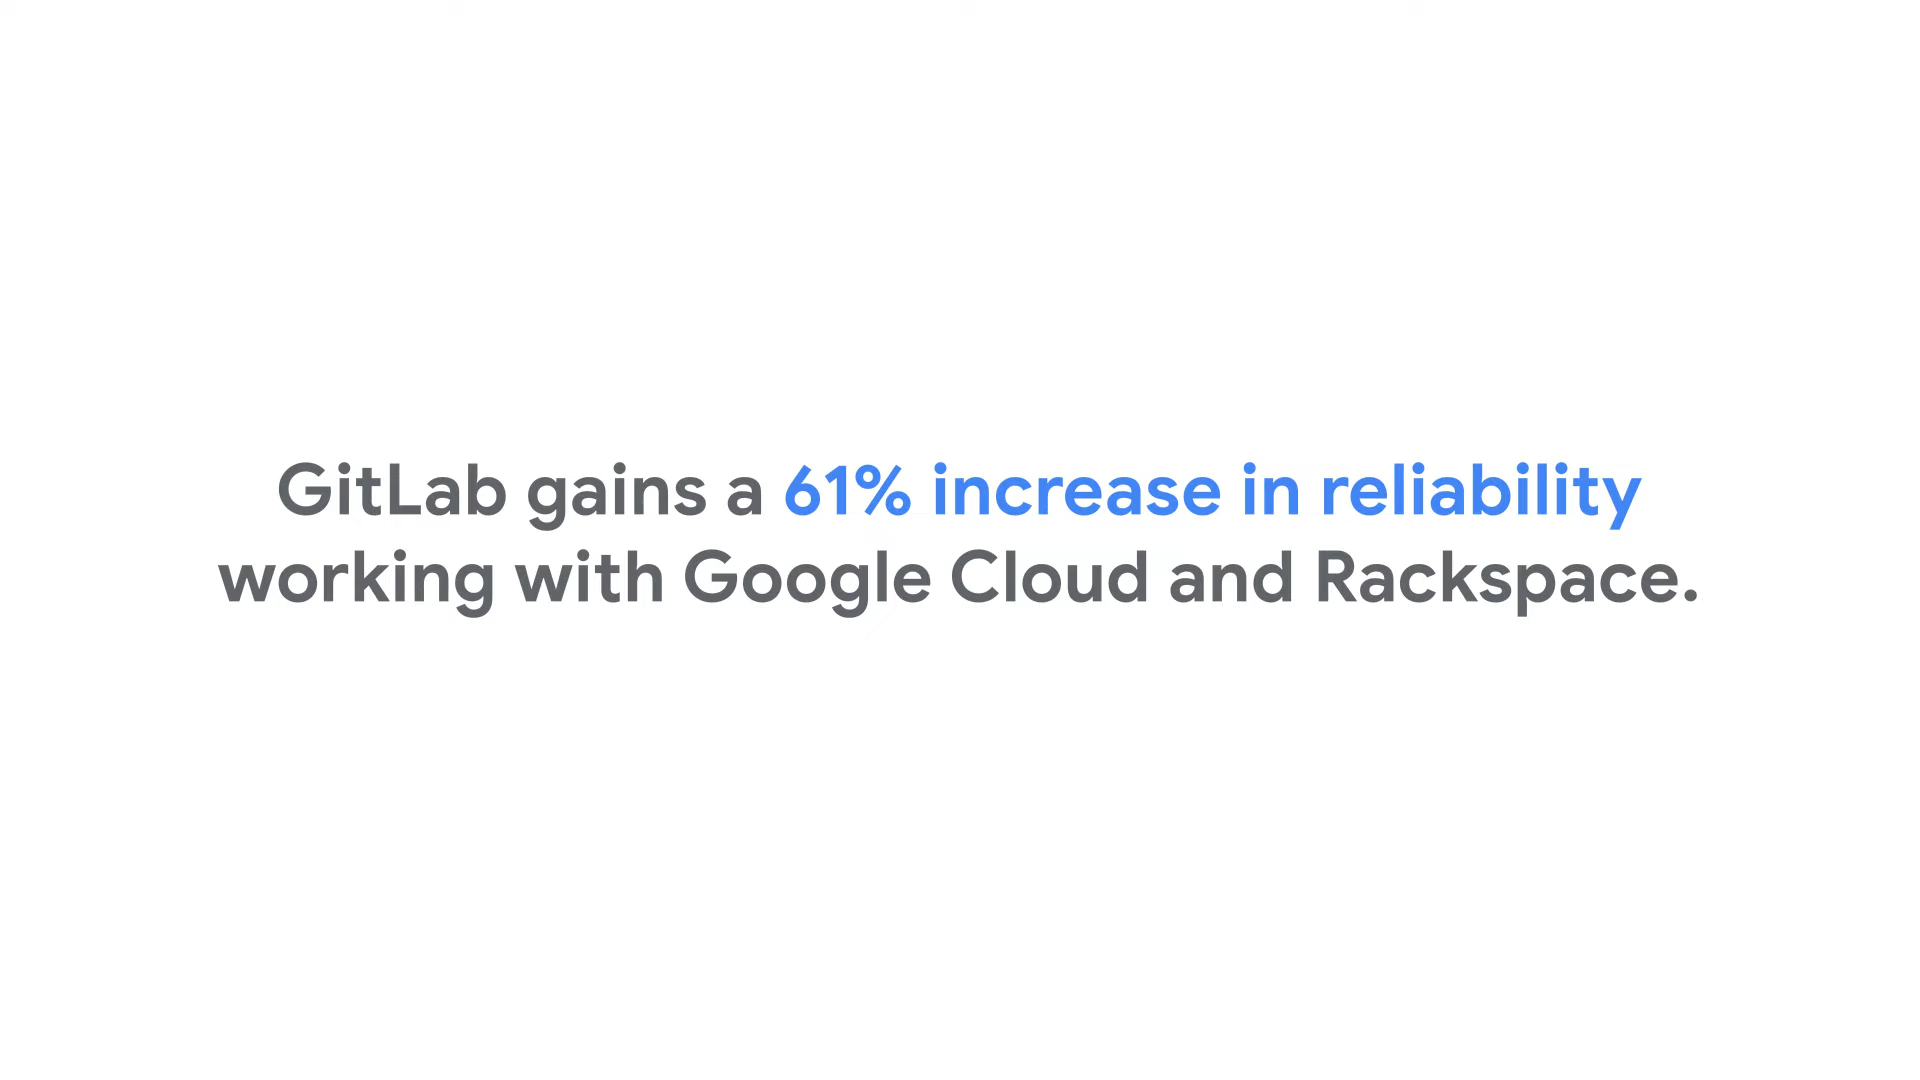 GitLab gains a 61% increase in reliability
working with Google Cloud and Rackspace.